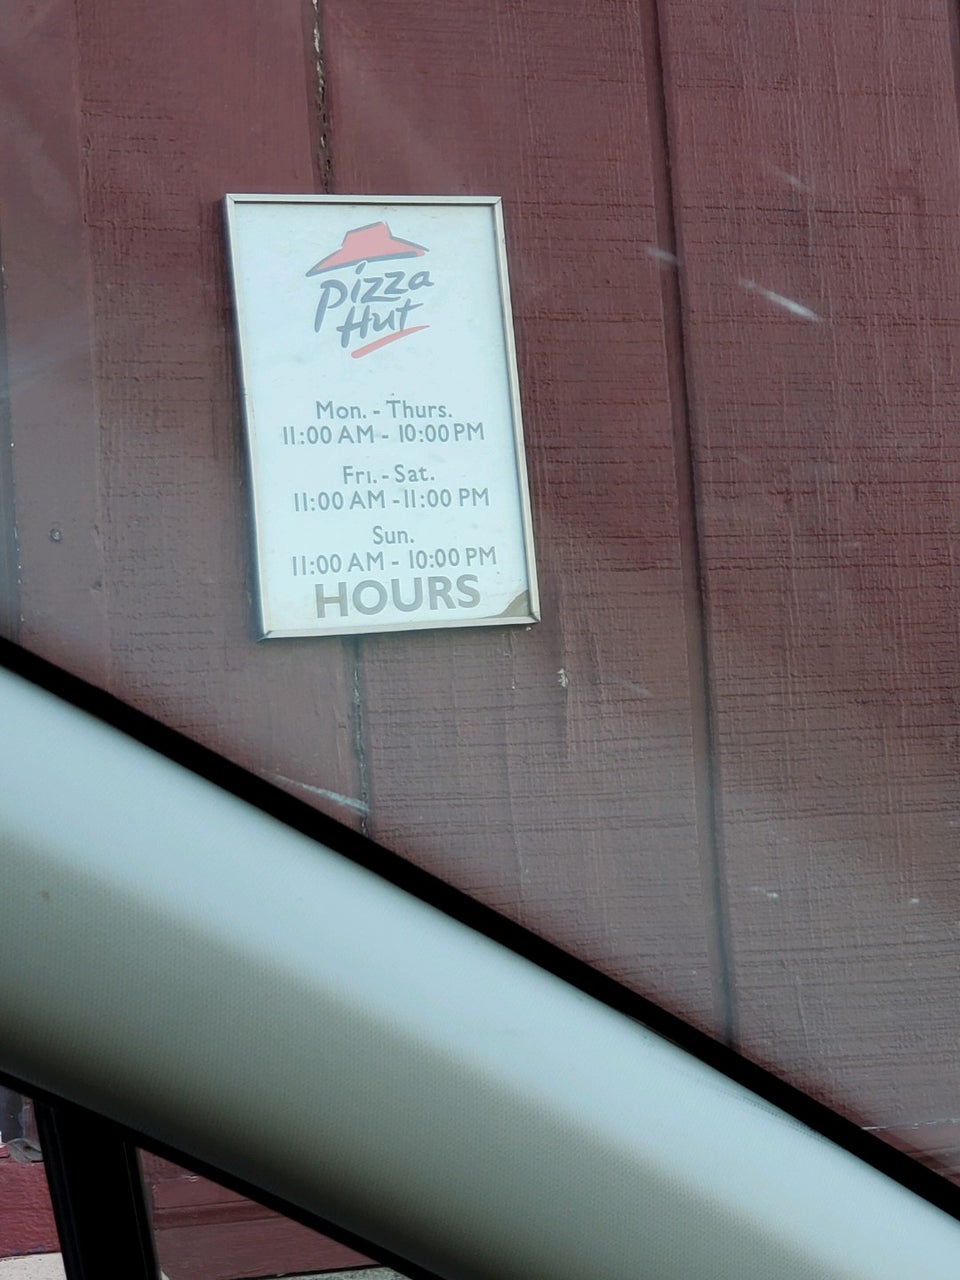 Pizza
Hut
Mon. - Thurs.
11:00 AM - 10:00 PM
Fri. - Sat.
11:00 AM - 11:00 PM
Sun.
11:00 AM - 10:00 PM
HOURS